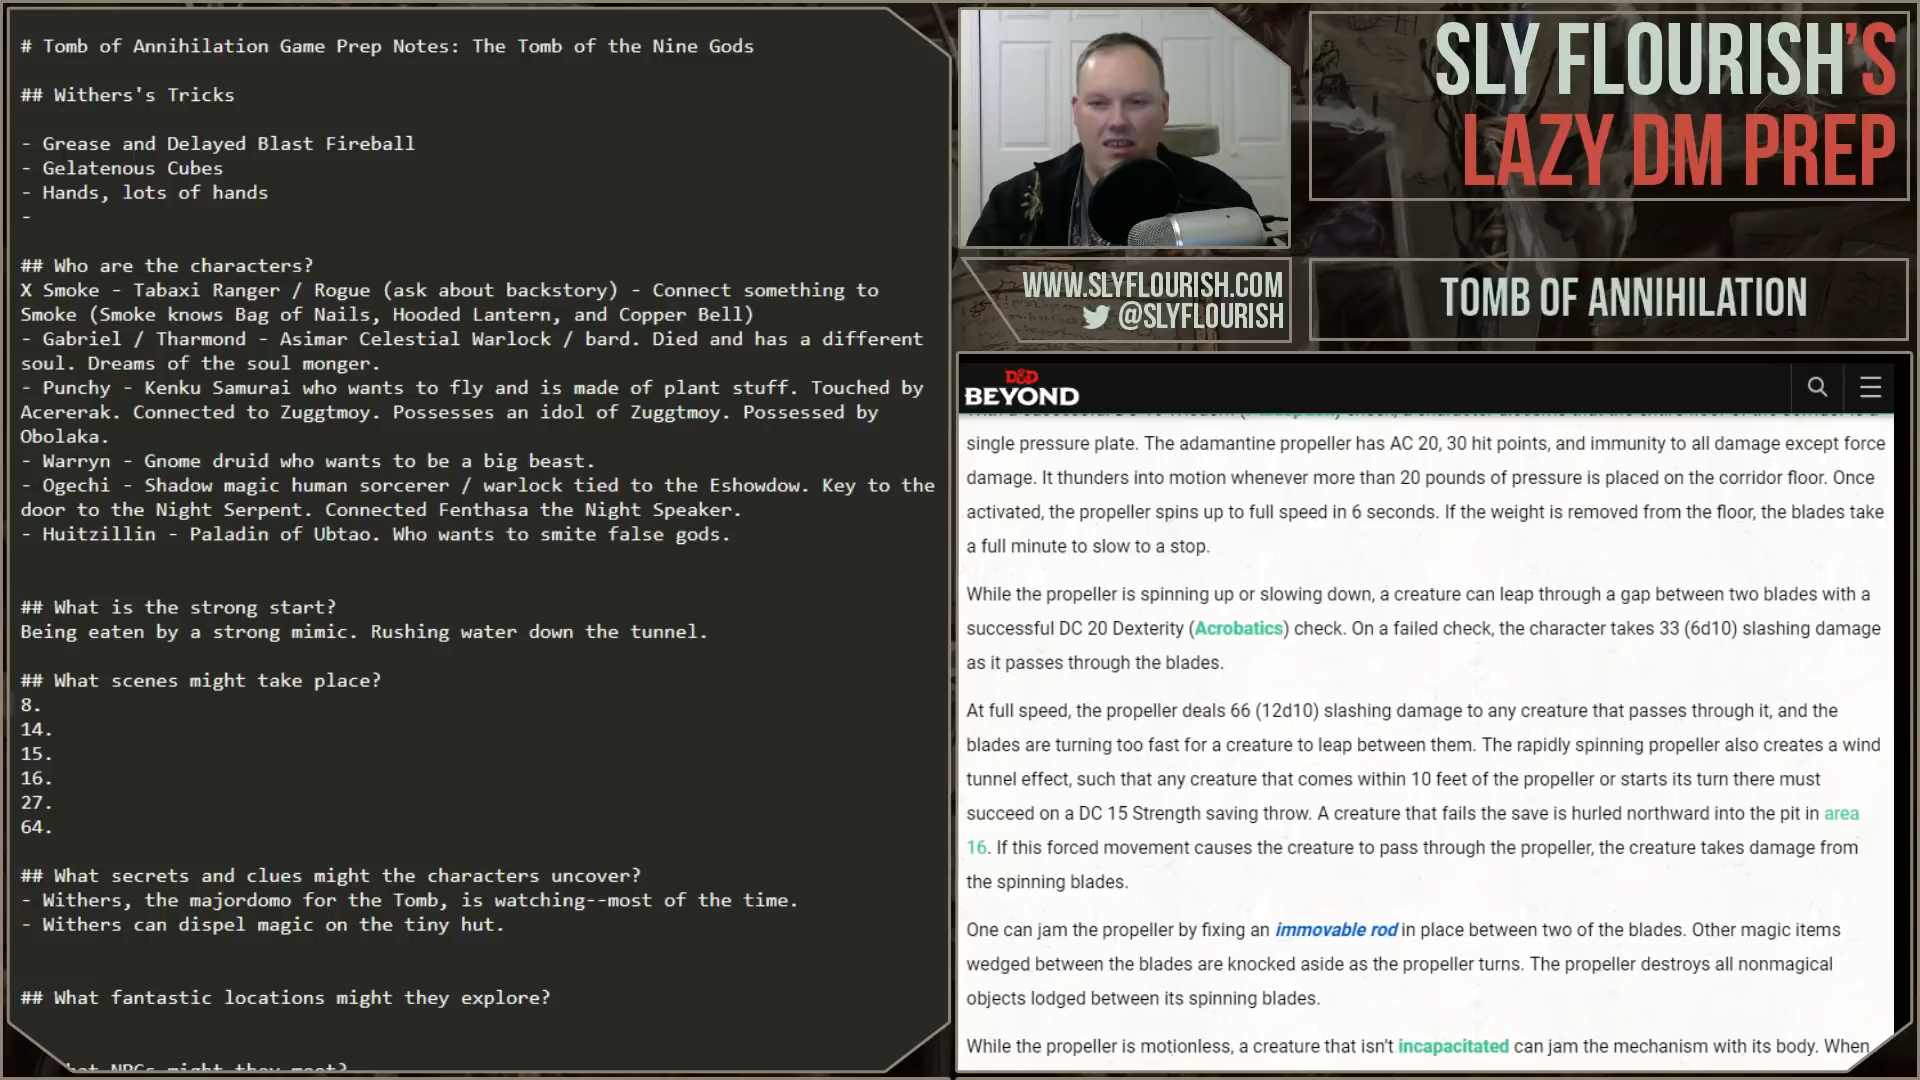 # Tomb of Annihilation Game Prep Notes: The Tomb of the Nine Gods
## Withers's Tricks
- Grease and Delayed Blast Fireball
- Gelatenous Cubes
- Hands, lots of hands
-
## Who are the characters?
X Smoke - Tabaxi Ranger / Rogue (ask about backstory) - Connect something to
Smoke (Smoke knows Bag of Nails, Hooded Lantern, and Copper Bell)
- Gabriel / Tharmond - Asimar Celestial Warlock / bard. Died and has a different
soul. Dreams of the soul monger.
- Punchy - Kenku Samurai who wants to fly and is made of plant stuff. Touched by
Acererak. Connected to Zuggtmoy. Possesses an idol of Zuggtmoy. Possessed by
Obolaka.
- Warryn - Gnome druid who wants to be a big beast.
- Ogechi - Shadow magic human sorcerer / warlock tied to the Eshowdow. Key to the
door to the Night Serpent. Connected Fenthasa the Night Speaker.
- Huitzillin - Paladin of Ubtao. Who wants to smite false gods.
## What is the strong start?
Being eaten by a strong mimic. Rushing water down the tunnel.
## What scenes might take place?
8.
14.
15.
16.
27.
64.
## What secrets and clues might the characters uncover?
- Withers, the majordomo for the Tomb, is watching--most of the time.
- Withers can dispel magic on the tiny hut.
## What fantastic locations might they explore?
NPCs might they meet?
SLY FLOURISH'S
LAZY DM PREP
WWW.SLYFLOURISH.COM
@SLYFLOURISH
TOMB OF ANNIHILATION
D&D
BEYOND
single pressure plate. The adamantine propeller has AC 20, 30 hit points, and immunity to all damage except force
damage. It thunders into motion whenever more than 20 pounds of pressure is placed on the corridor floor. Once
activated, the propeller spins up to full speed in 6 seconds. If the weight is removed from the floor, the blades take
a full minute to slow to a stop.
While the propeller is spinning up or slowing down, a creature can leap through a gap between two blades with a
successful DC 20 Dexterity (Acrobatics) check. On a failed check, the character takes 33 (6d10) slashing damage
as it passes through the blades.
At full speed, the propeller deals 66 (12d10) slashing damage to any creature that passes through it, and the
blades are turning too fast for a creature to leap between them. The rapidly spinning propeller also creates a wind
tunnel effect, such that any creature that comes within 10 feet of the propeller or starts its turn there must
succeed on a DC 15 Strength saving throw. A creature that fails the save is hurled northward into the pit in area
16. If this forced movement causes the creature to pass through the propeller, the creature takes damage from
the spinning blades.
One can jam the propeller by fixing an immovable rod in place between two of the blades. Other magic items
wedged between the blades are knocked aside as the propeller turns. The propeller destroys all nonmagical
objects lodged between its spinning blades.
While the propeller is motionless, a creature that isn't incapacitated can jam the mechanism with its body. When